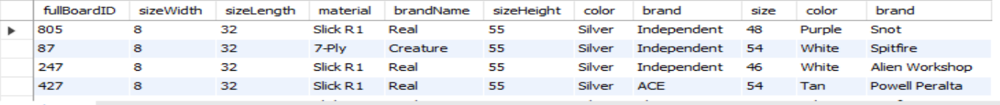 fullBoardID sizeWidth sizeLength material brandName sizeHeight color brand size color brand
805 8 32 Slick R1 Real 55 Silver Independent 48 Purple Snot
87 8 32 7-Ply Creature 55 Silver Independent 54 White Spitfire
247 8 32 Slick R1 Real 55 Silver Independent 46 White Alien Workshop
427 8 32 Slick R1 Real 55 Silver ACE 54 Tan Powell Peralta